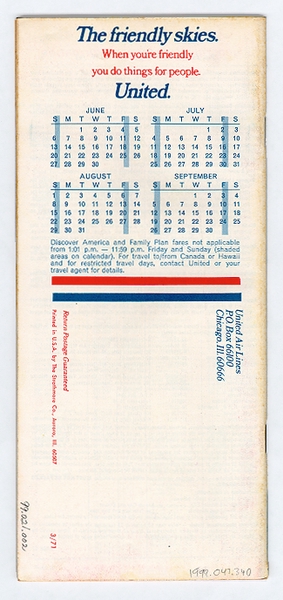 The friendly skies.
When you're friendly
you do things for people.
United.
JUNE
S M T W T F S
1 2 3 4 5
6 7 8 9 10 11 12
13 14 15 16 17 18 19
20 21 22 23 24 25 26
27 28 29 30
JULY
S M T W T F S
1 2 3
4 5 6 7 8 9 10
11 12 13 14 15 16 17
18 19 20 21 22 23 24
25 26 27 28 29 30 31
AUGUST
S M T W T F S
1 2 3 4 5 6 7
8 9 10 11 12 13 14
15 16 17 18 19 20 21
22 23 24 25 26 27 28
29 30 31
SEPTEMBER
S M T W T F S
1 2 3 4
5 6 7 8 9 10 11
12 13 14 15 16 17 18
19 20 21 22 23 24 25
26 27 28 29 30
Discover America and Family Plan fares not applicable
from 1:01 p.m. — 11:59 p.m. Friday and Sunday (shaded
areas on calendar). For travel to/from Canada or Hawaii
and for restricted travel days, contact United or your
travel agent for details.
United Air Lines
P.O. Box 66100
Chicago, Ill. 60666
Return Postage Guaranteed
Printed in U.S.A. by The Strathmore Co., Aurora, Ill. 60507
3/71
99.021.002
1999.047.340